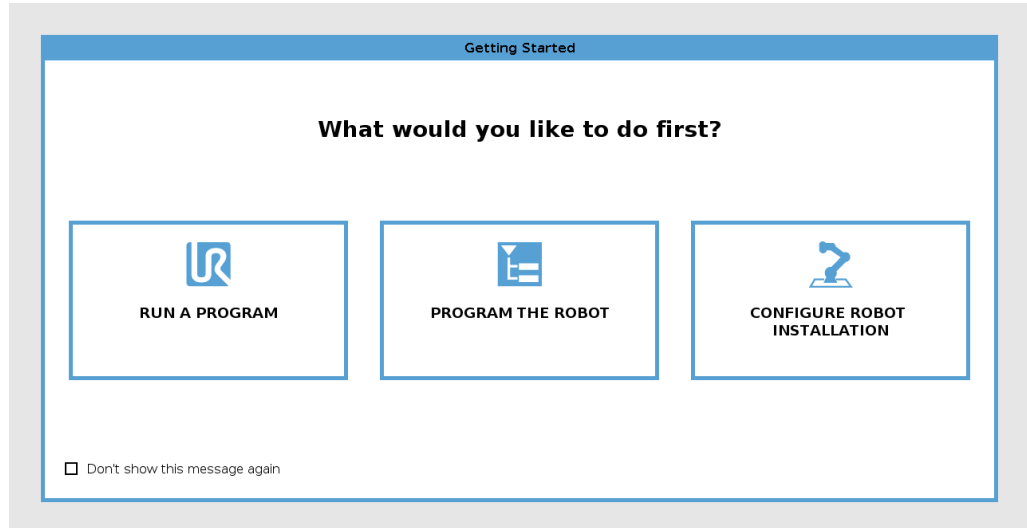 Getting Started
What would you like to do first?
RUN A PROGRAM
PROGRAM THE ROBOT
CONFIGURE ROBOT
INSTALLATION
Don't show this message again